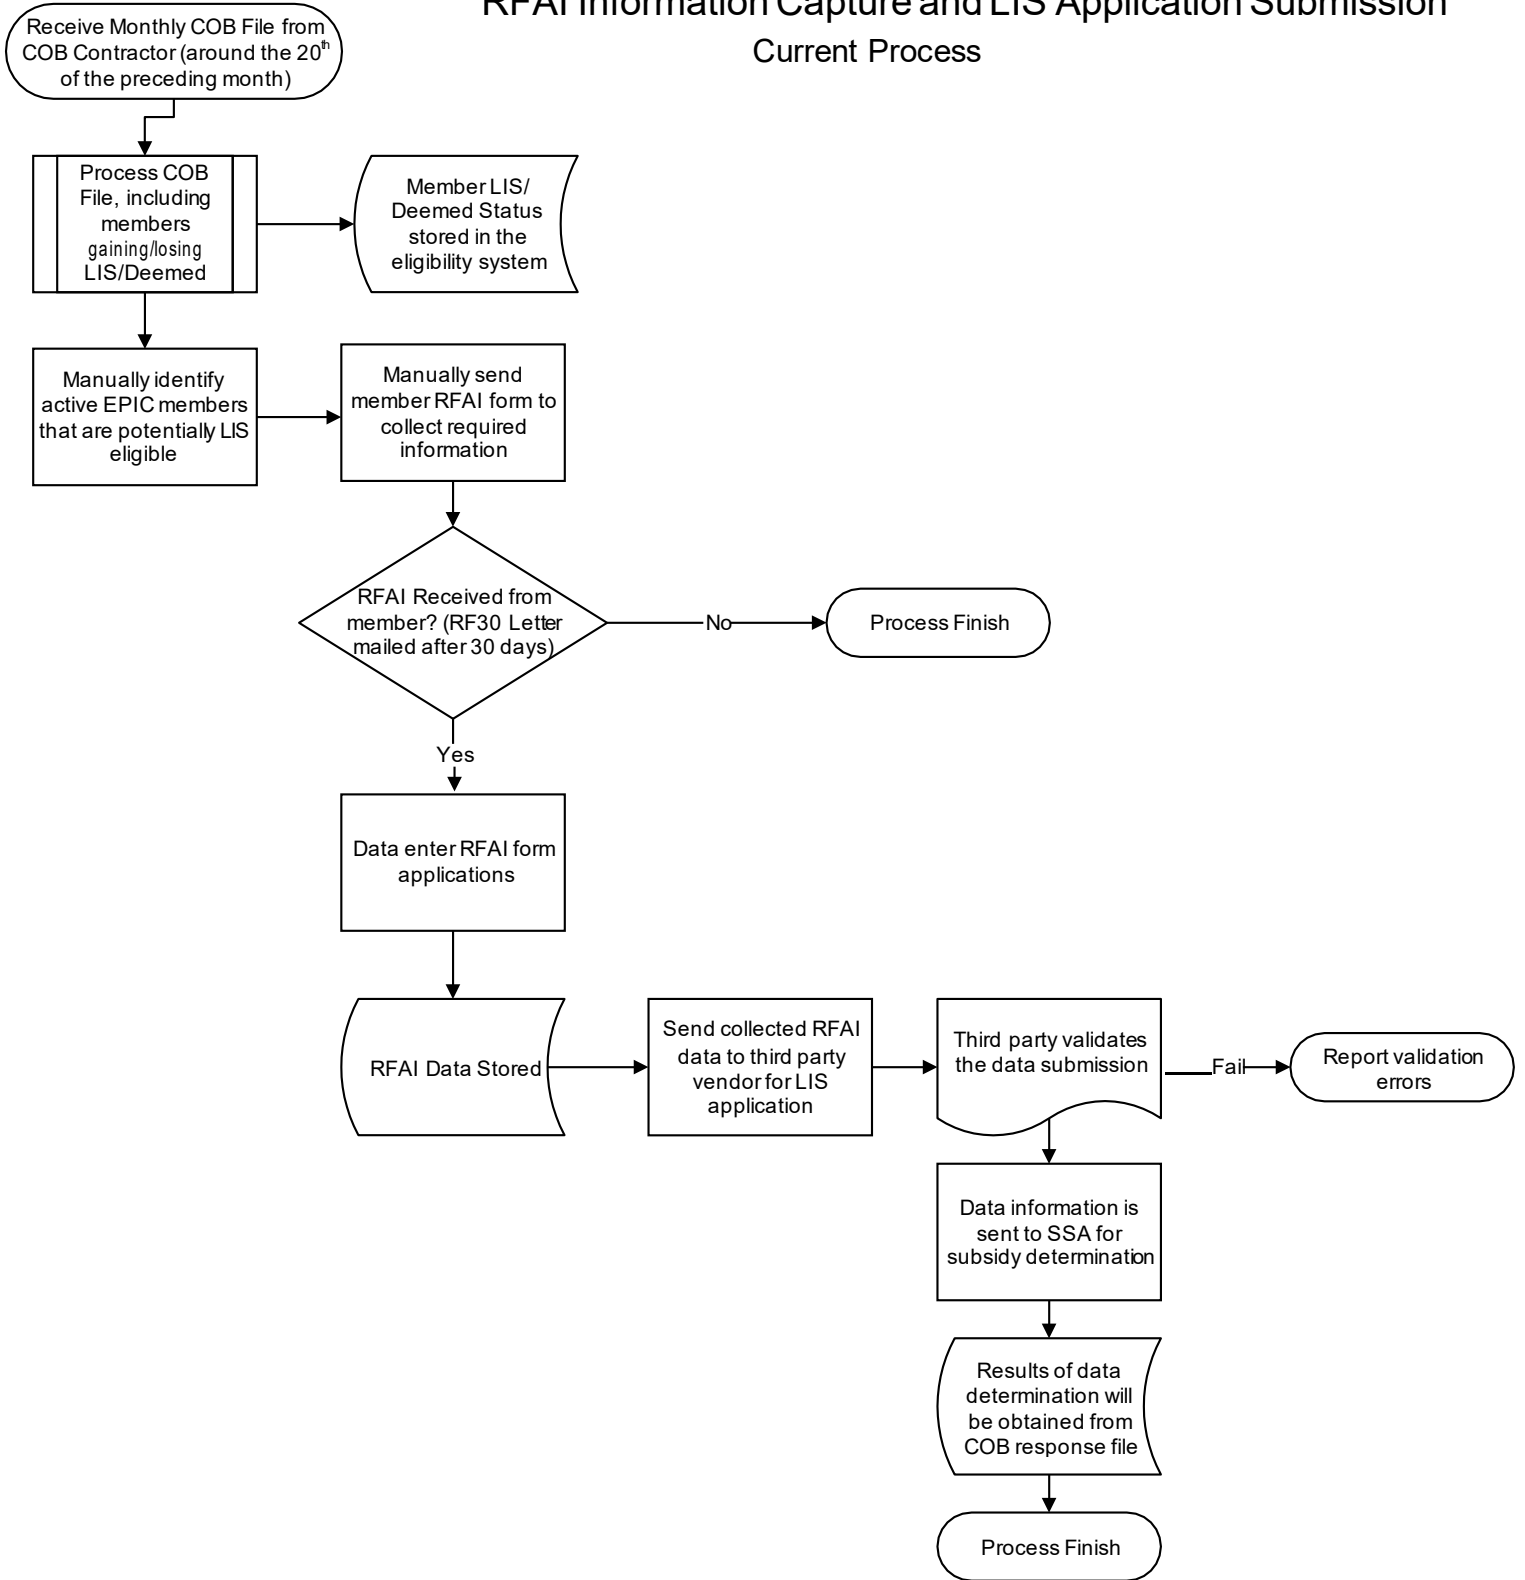 RFAI Information Capture and LIS Application Submission
Current Process
Receive Monthly COB File from
COB Contractor (around the 20th
of the preceding month)
Process COB
File, including
members
gaining/losing
LIS/Deemed
Member LIS/
Deemed Status
stored in the
eligibility system
Manually identify
active EPIC members
that are potentially LIS
eligible
Manually send
member RFAI form to
collect required
information
RFAI Received from
member? (RF30 Letter
mailed after 30 days)
No
Process Finish
Yes
Data enter RFAI form
applications
RFAI Data Stored
Send collected RFAI
data to third party
vendor for LIS
application
Third party validates
the data submission
Fail
Report validation
errors
Data information is
sent to SSA for
subsidy determination
Results of data
determination will
be obtained from
COB response file
Process Finish